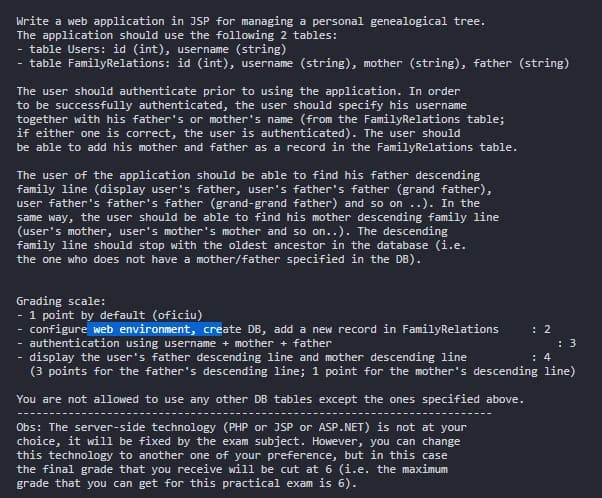 Write a web application in JSP for managing a personal genealogical tree.
The application should use the following 2 tables:
- table Users: id (int), username (string)
- table FamilyRelations: id (int), username (string), mother (string), father (string)
The user should authenticate prior to using the application. In order
to be successfully authenticated, the user should specify his username
together with his father's or mother's name (from the FamilyRelations table;
if either one is correct, the user is authenticated). The user should
be able to add his mother and father as a record in the FamilyRelations table.
The user of the application should be able to find his father descending
family line (display user's father, user's father's father (grand father),
user father's father's father (grand-grand father) and so on ..). In the
same way, the user should be able to find his mother descending family line
(user's mother, user's mother's mother and so on..). The descending
family line should stop with the oldest ancestor in the database (i.e.
the one who does not have a mother/father specified in the DB).
Grading scale:
- 1 point by default (oficiu)
- configure web environment, create DB, add a new record in FamilyRelations : 2
- authentication using username + mother + father : 3
- display the user's father descending line and mother descending line : 4
(3 points for the father's descending line; 1 point for the mother's descending line)
You are not allowed to use any other DB tables except the ones specified above.
-------------------------------------------------------------------------
Obs: The server-side technology (PHP or JSP or ASP.NET) is not at your
choice, it will be fixed by the exam subject. However, you can change
this technology to another one of your preference, but in this case
the final grade that you receive will be cut at 6 (i.e. the maximum
grade that you can get for this practical exam is 6).